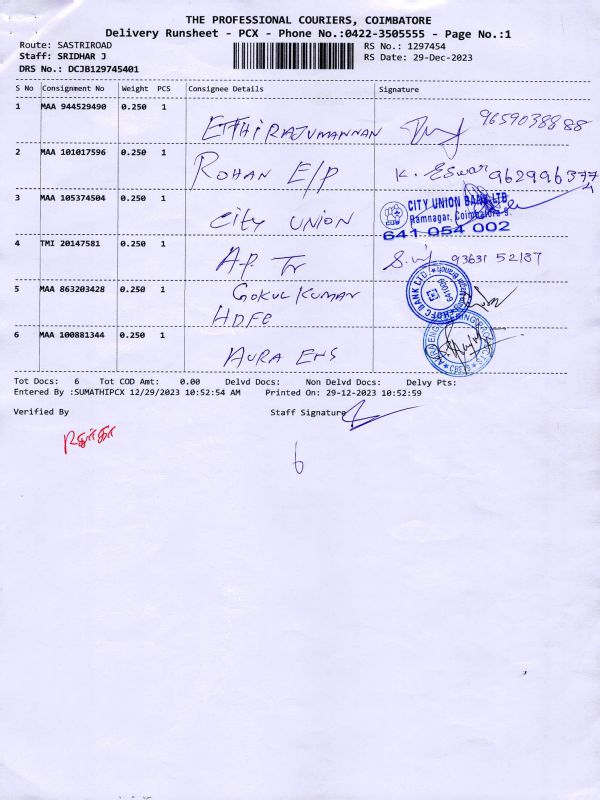 THE PROFESSIONAL COURIERS, COIMBATORE
Delivery Runsheet - PCX - Phone No.:0422-3505555 - Page No.:1
Route: SASTRIROAD
RS No.: 1297454
Staff: SRIDHAR J
RS Date: 29-Dec-2023
DRS No.: DCJB129745401
S No Consignment No Weight PCS Consignee Details Signature
1 MAA 944529490 0.250 1
ETTHIRAJUMANNAN 9659038888
2 MAA 101017596 0.250 1
ROHAN E/P K. Eswar
3 MAA 105374504 0.250 1
CITY UNION BANK LTD
Ramnagar, Coimbatore-9.
City UNION
641 054 002
4 TMI 20147581 0.250 1
A.P. Tr 93631 52187
5 MAA 863203428 0.250 1
GOKUL KUMAR
HDFC
HDFC BANK LTD.
641009
6 MAA 100881344 0.250 1
AURA ENS
Tot Docs: 6 Tot COD Amt: 0.00 Delvd Docs: Non Delvd Docs: Delvy Pts:
Entered By :SUMATHIPCX 12/29/2023 10:52:54 AM Printed On: 29-12-2023 10:52:59
Verified By Staff Signature
6